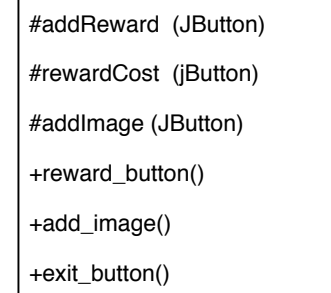 #addReward (JButton)
#rewardCost (jButton)
#addImage (JButton)
+reward_button()
+add_image()
+exit_button()